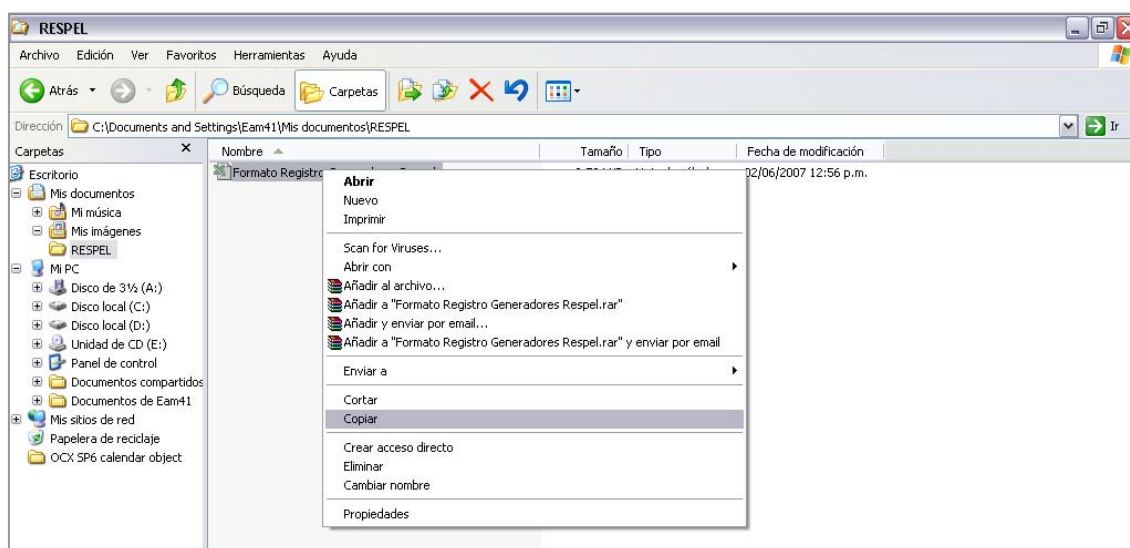 RESPEL
Archivo Edición Ver Favoritos Herramientas Ayuda
Atrás Búsqueda Carpetas
Dirección C:\Documents and Settings\Eam41\Mis documentos\RESPEL Ir
Carpetas Nombre Tamaño Tipo Fecha de modificación
Escritorio
Mis documentos
Mi música
Mis imágenes
RESPEL
Mi PC
Disco de 3½ (A:)
Disco local (C:)
Disco local (D:)
Unidad de CD (E:)
Panel de control
Documentos compartidos
Documentos de Eam41
Mis sitios de red
Papelera de reciclaje
OCX SP6 calendar object
Formato Registro 02/06/2007 12:56 p.m.
Abrir
Nuevo
Imprimir
Scan for Viruses...
Abrir con
Añadir al archivo...
Añadir a "Formato Registro Generadores Respel.rar"
Añadir y enviar por email...
Añadir a "Formato Registro Generadores Respel.rar" y enviar por email
Enviar a
Cortar
Copiar
Crear acceso directo
Eliminar
Cambiar nombre
Propiedades